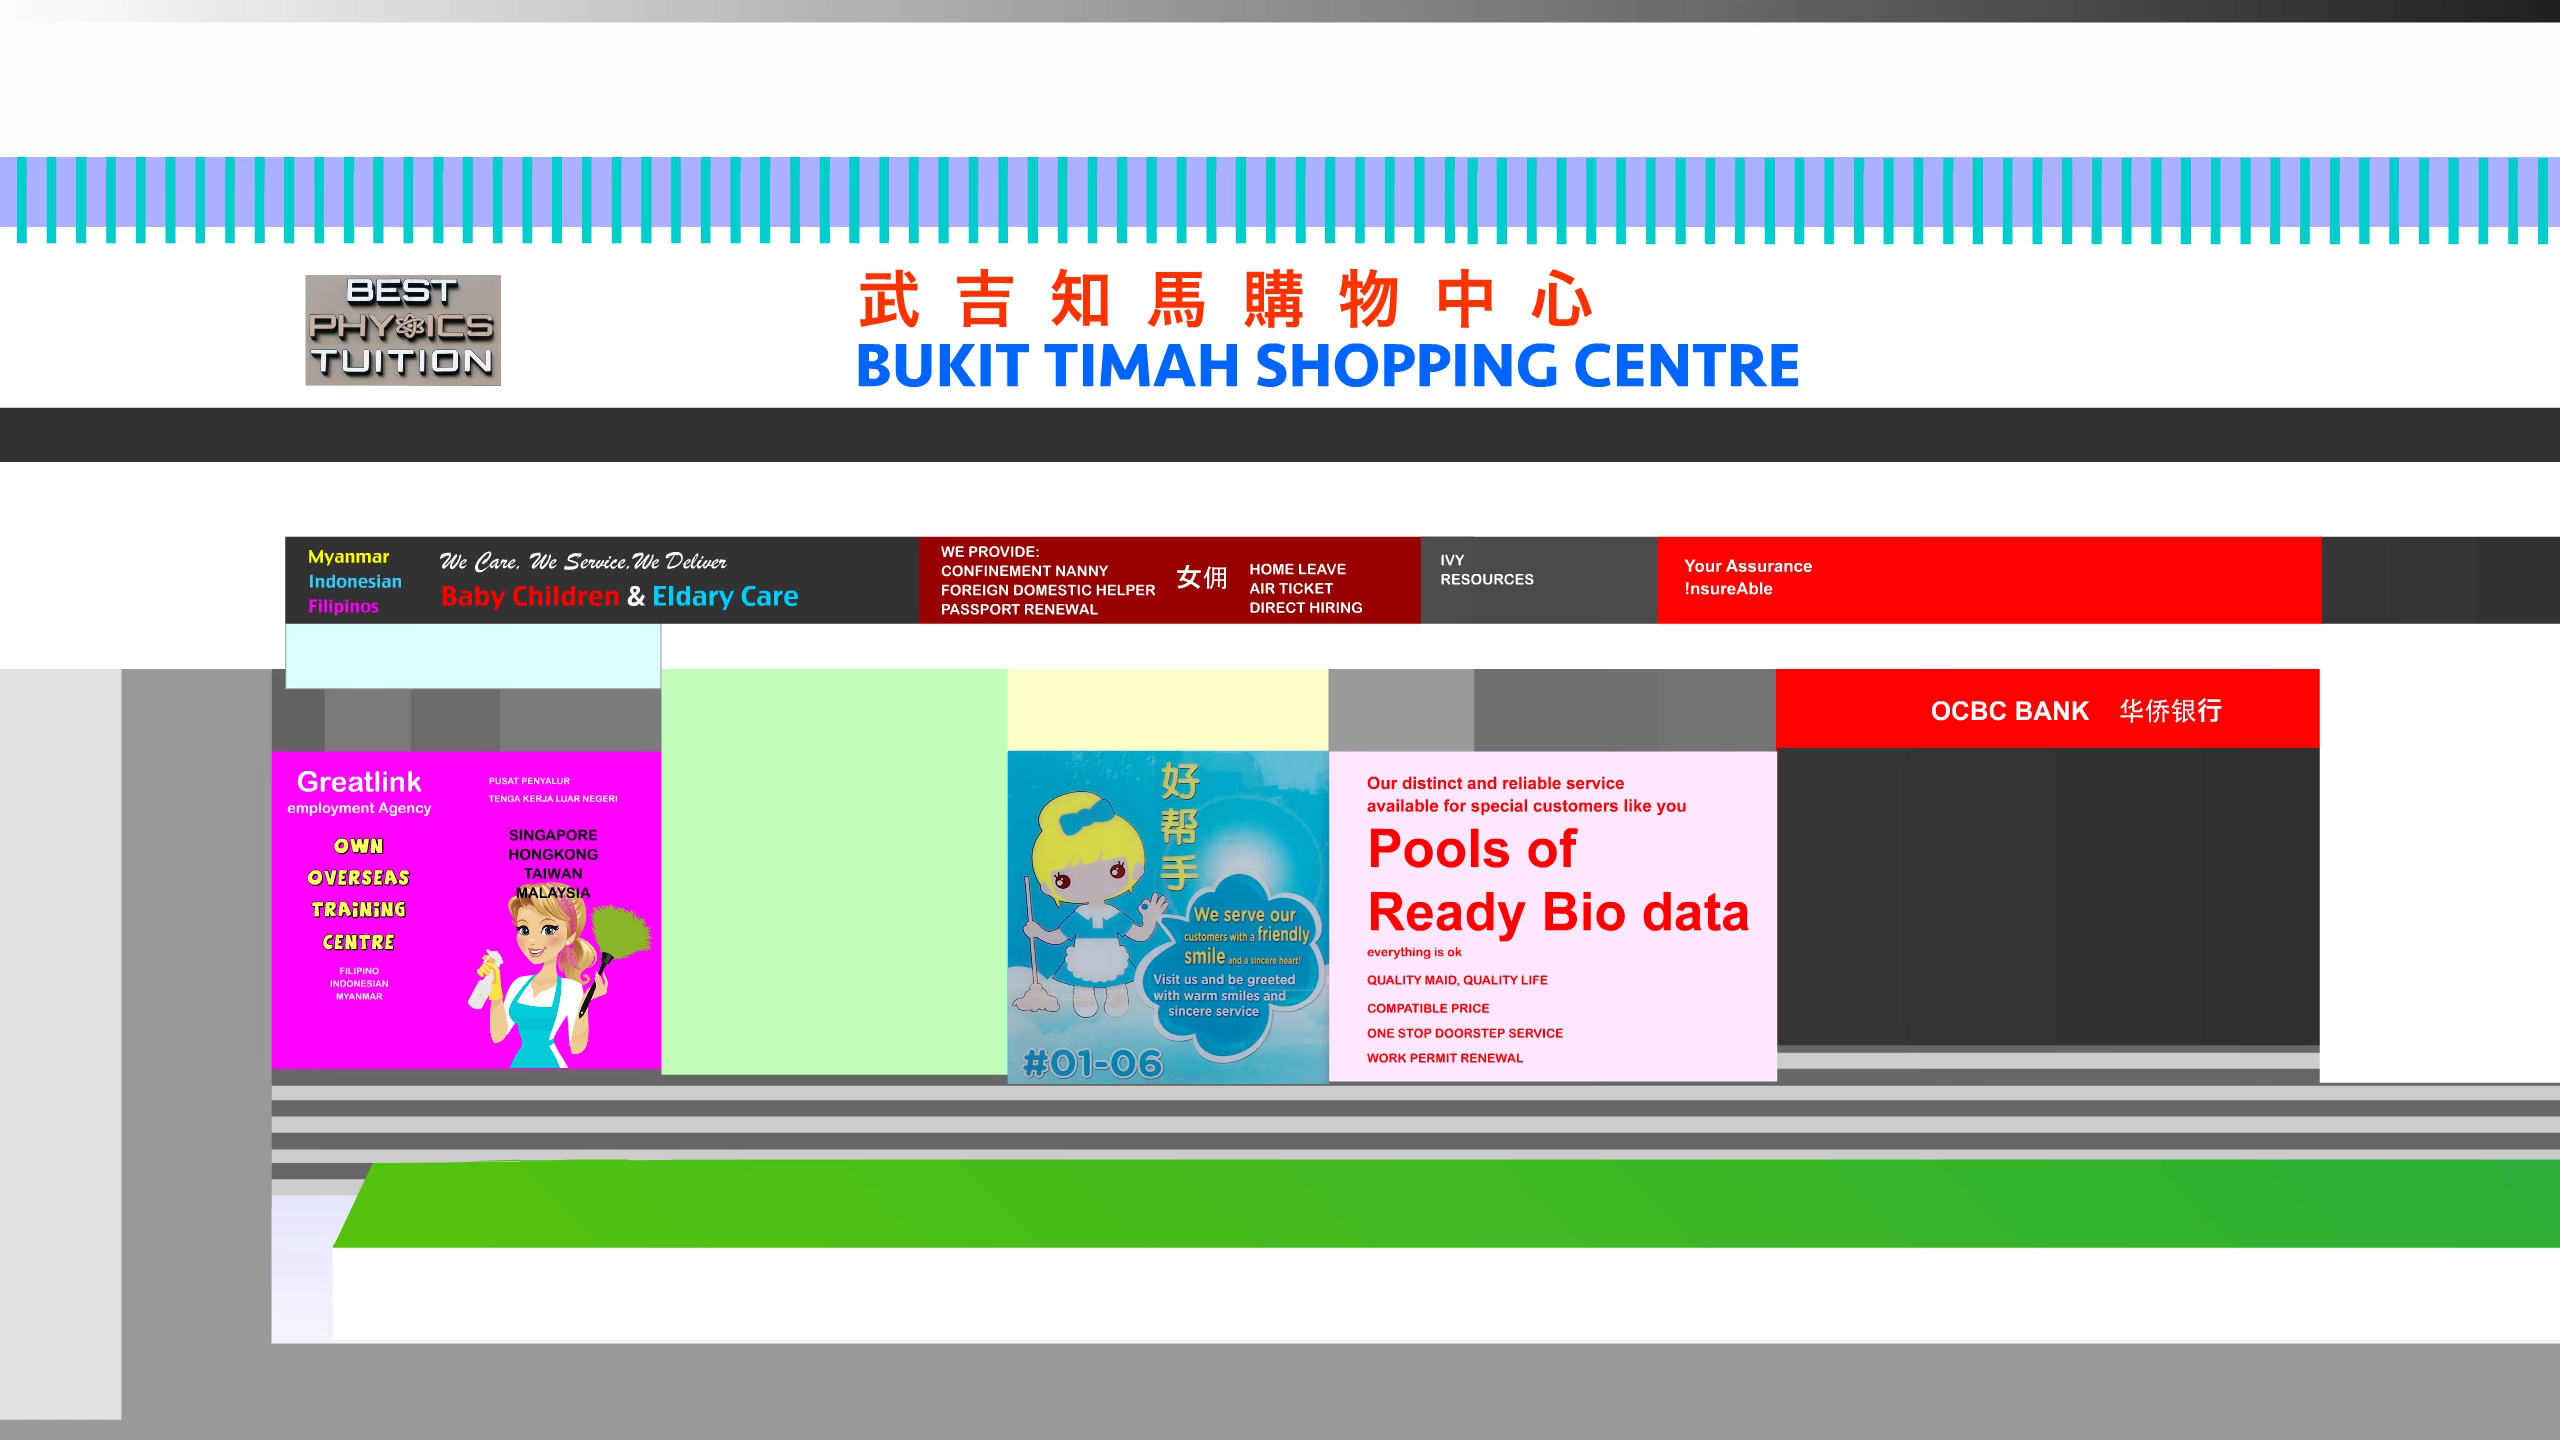 BEST
PHYSICS
TUITION
武吉知馬購物中心
BUKIT TIMAH SHOPPING CENTRE
Myanmar
Indonesian
Filipinos
We Care, We Service.We Deliver
Baby Children & Eldary Care
WE PROVIDE:
CONFINEMENT NANNY
FOREIGN DOMESTIC HELPER
PASSPORT RENEWAL
女佣
HOME LEAVE
AIR TICKET
DIRECT HIRING
IVY
RESOURCES
Your Assurance
!nsureAble
OCBC BANK 华侨银行
Greatlink
employment Agency
OWN
OVERSEAS
TRAINING
CENTRE
FILIPINO
INDONESIAN
MYANMAR
PUSAT PENYALUR
TENGA KERJA LUAR NEGERI
SINGAPORE
HONGKONG
TAIWAN
MALAYSIA
好帮手
We serve our
customers with a friendly
smile and a sincere heart!
Visit us and be greeted
with warm smiles and
sincere service
#01-06
Our distinct and reliable service
available for special customers like you
Pools of
Ready Bio data
everything is ok
QUALITY MAID, QUALITY LIFE
COMPATIBLE PRICE
ONE STOP DOORSTEP SERVICE
WORK PERMIT RENEWAL